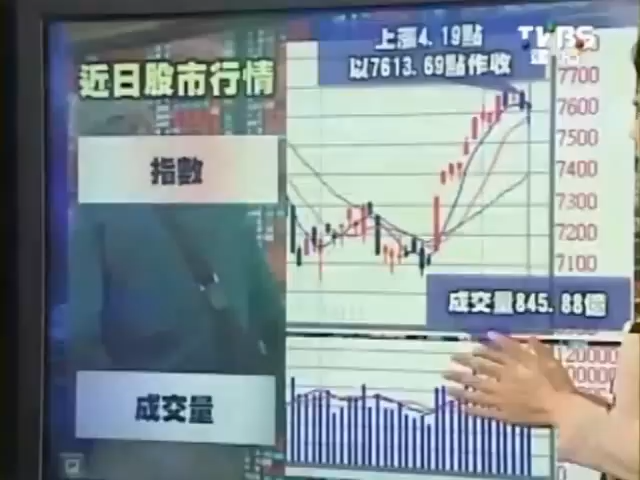 TVBS
上漲4.19點
以7613.69點作收
近日股市行情
指數
成交量
7700
7600
7500
7400
7300
7200
7100
成交量845.88億
120000
0